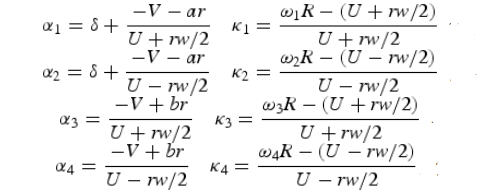 α₁ = δ + (−V − ar)/(U + rw/2) κ₁ = (ω₁R − (U + rw/2))/(U + rw/2)
α₂ = δ + (−V − ar)/(U − rw/2) κ₂ = (ω₂R − (U − rw/2))/(U − rw/2)
α₃ = (−V + br)/(U + rw/2) κ₃ = (ω₃R − (U + rw/2))/(U + rw/2)
α₄ = (−V + br)/(U − rw/2) κ₄ = (ω₄R − (U − rw/2))/(U − rw/2)